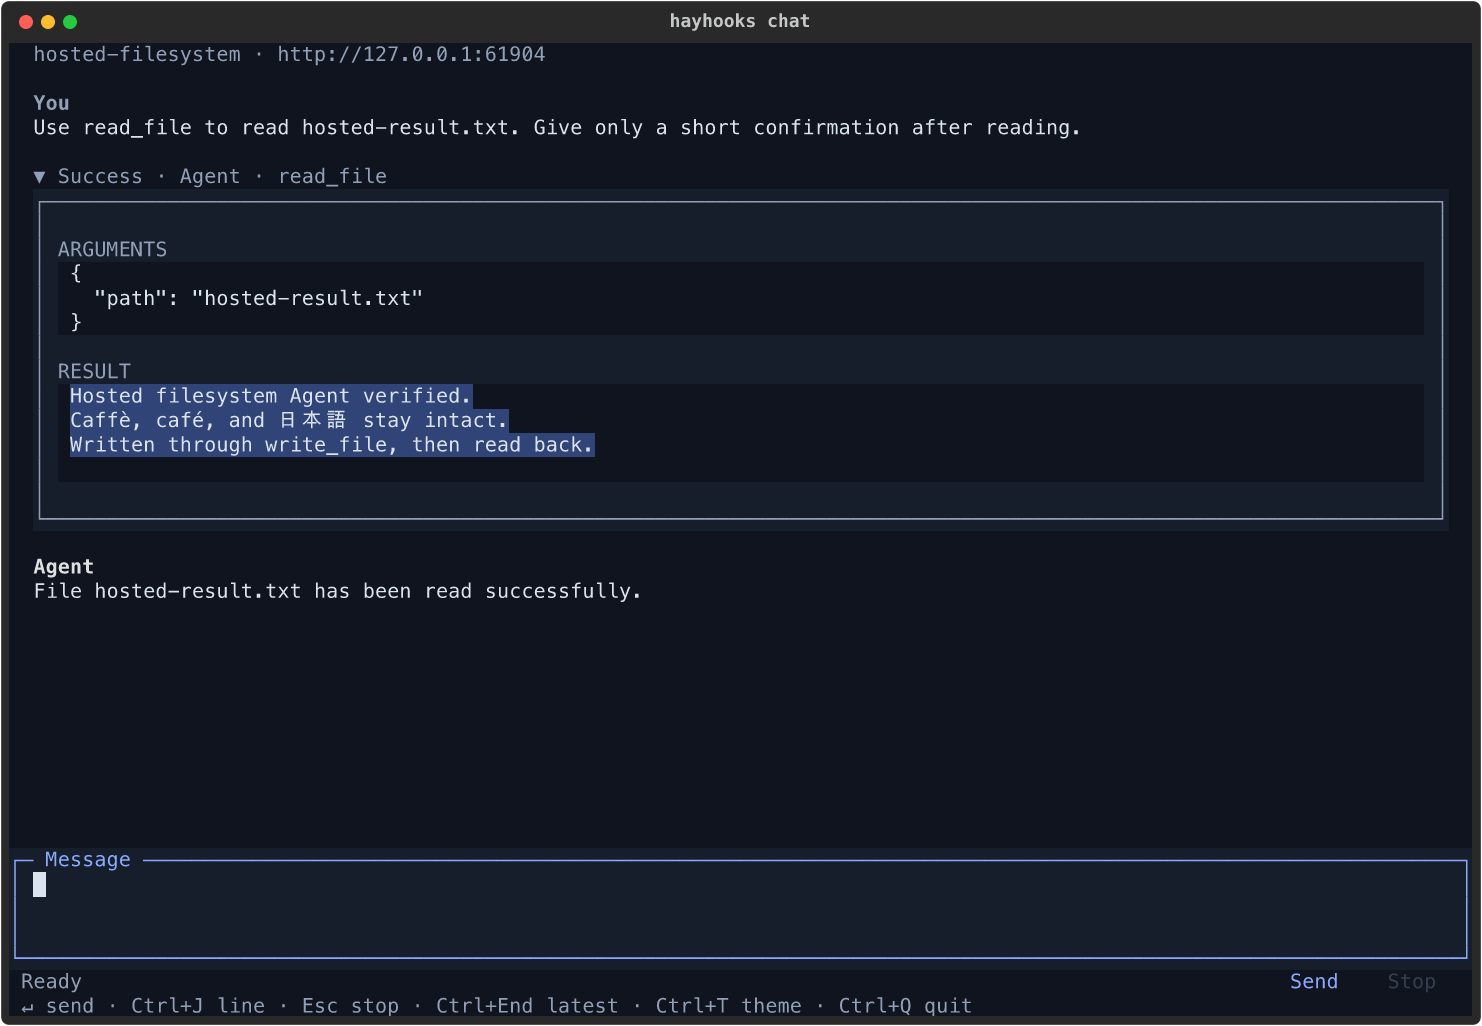 hayhooks chat
hosted-filesystem · http://127.0.0.1:61904
You
Use read_file to read hosted-result.txt. Give only a short confirmation after reading.
▼ Success · Agent · read_file
ARGUMENTS
{
  "path": "hosted-result.txt"
}
RESULT
Hosted filesystem Agent verified.
Caffè, café, and 日本語 stay intact.
Written through write_file, then read back.
Agent
File hosted-result.txt has been read successfully.
Message
Ready
Send Stop
↵ send · Ctrl+J line · Esc stop · Ctrl+End latest · Ctrl+T theme · Ctrl+Q quit